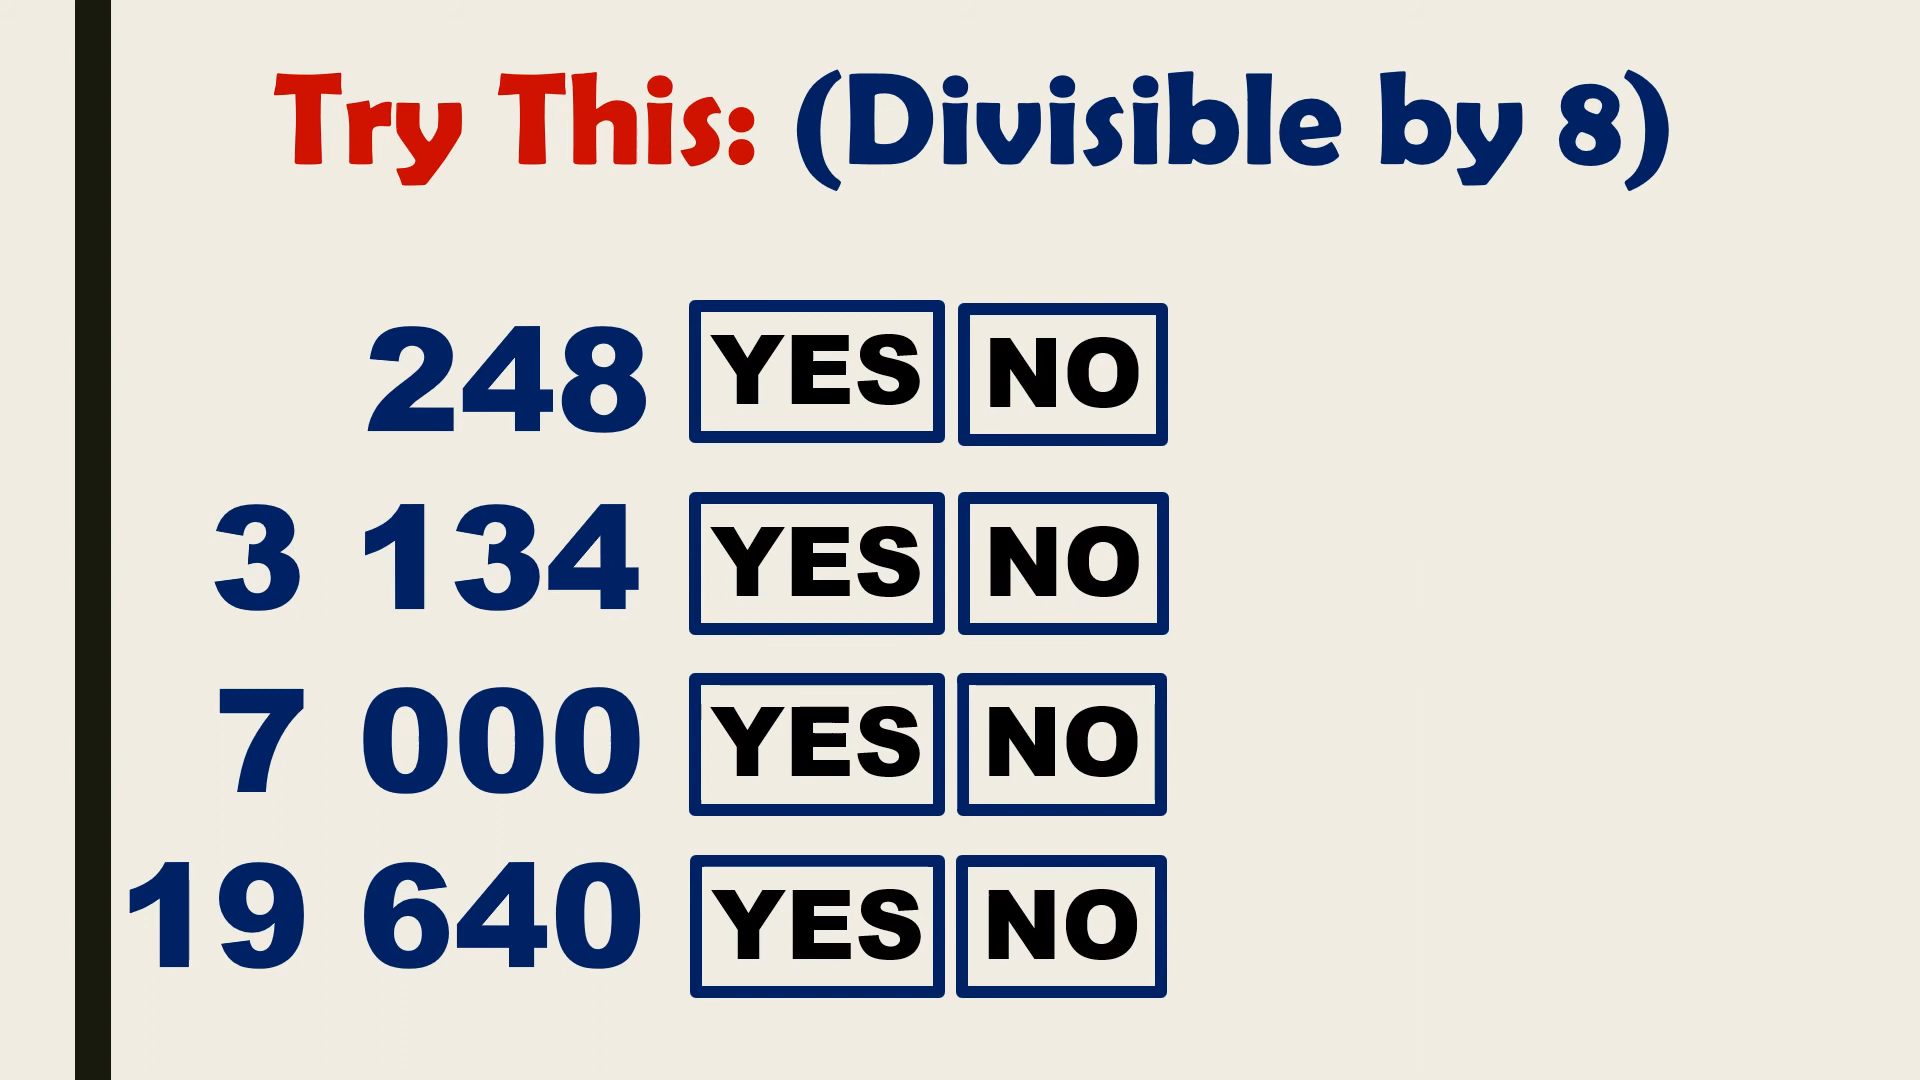 Try This: (Divisible by 8)
248 YES NO
3 134 YES NO
7 000 YES NO
19 640 YES NO